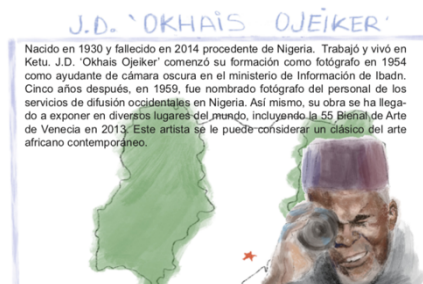 J.D. 'OKHAIS OJEIKER'
Nacido en 1930 y fallecido en 2014 procedente de Nigeria. Trabajó y vivó en
Ketu. J.D. 'Okhais Ojeiker' comenzó su formación como fotógrafo en 1954
como ayudante de cámara oscura en el ministerio de Información de Ibadn.
Cinco años después, en 1959, fue nombrado fotógrafo del personal de los
servicios de difusión occidentales en Nigeria. Así mismo, su obra se ha llega-
do a exponer en diversos lugares del mundo, incluyendo la 55 Bienal de Arte
de Venecia en 2013. Este artista se le puede considerar un clásico del arte
africano contemporáneo.